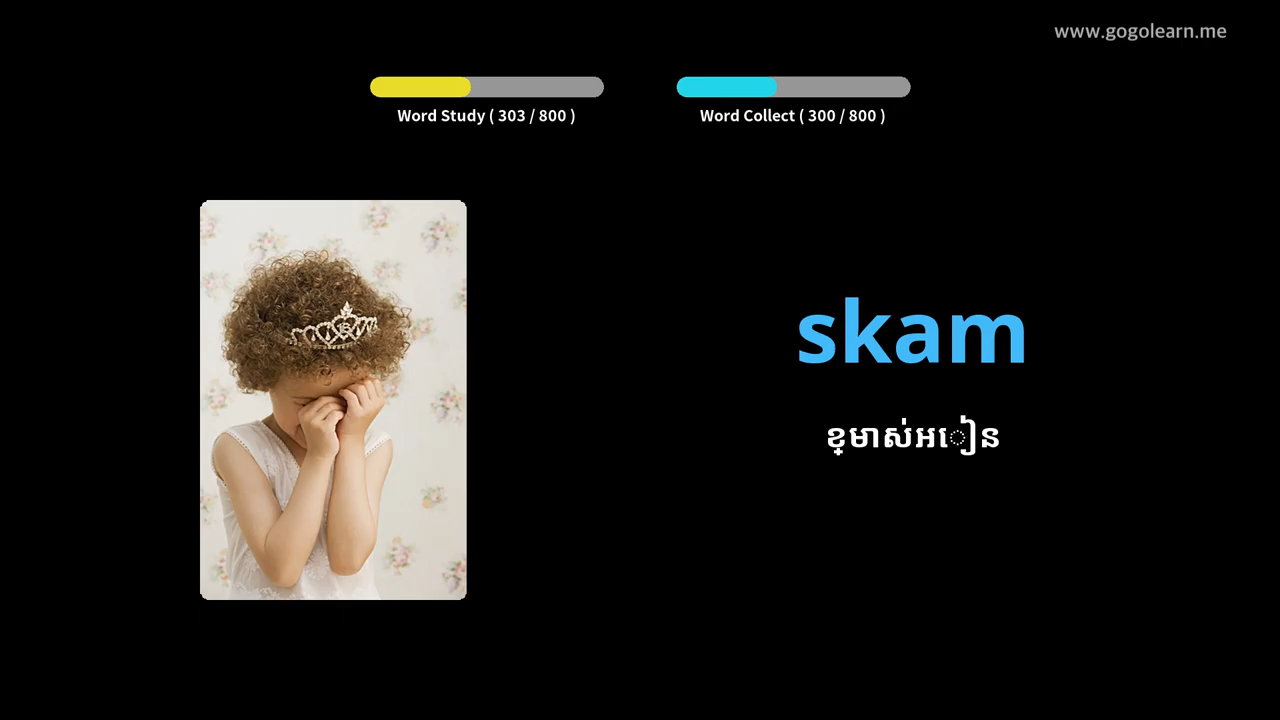 www.gogolearn.me
Word Study ( 303 / 800 )
Word Collect ( 300 / 800 )
skam
ខ្មាស់អៀន